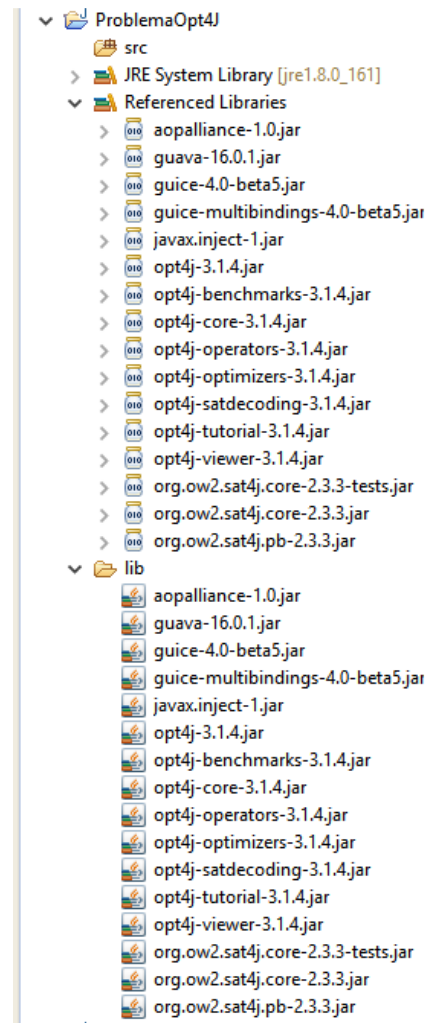 ProblemaOpt4J
src
JRE System Library [jre1.8.0_161]
Referenced Libraries
aopalliance-1.0.jar
guava-16.0.1.jar
guice-4.0-beta5.jar
guice-multibindings-4.0-beta5.jar
javax.inject-1.jar
opt4j-3.1.4.jar
opt4j-benchmarks-3.1.4.jar
opt4j-core-3.1.4.jar
opt4j-operators-3.1.4.jar
opt4j-optimizers-3.1.4.jar
opt4j-satdecoding-3.1.4.jar
opt4j-tutorial-3.1.4.jar
opt4j-viewer-3.1.4.jar
org.ow2.sat4j.core-2.3.3-tests.jar
org.ow2.sat4j.core-2.3.3.jar
org.ow2.sat4j.pb-2.3.3.jar
lib
aopalliance-1.0.jar
guava-16.0.1.jar
guice-4.0-beta5.jar
guice-multibindings-4.0-beta5.jar
javax.inject-1.jar
opt4j-3.1.4.jar
opt4j-benchmarks-3.1.4.jar
opt4j-core-3.1.4.jar
opt4j-operators-3.1.4.jar
opt4j-optimizers-3.1.4.jar
opt4j-satdecoding-3.1.4.jar
opt4j-tutorial-3.1.4.jar
opt4j-viewer-3.1.4.jar
org.ow2.sat4j.core-2.3.3-tests.jar
org.ow2.sat4j.core-2.3.3.jar
org.ow2.sat4j.pb-2.3.3.jar